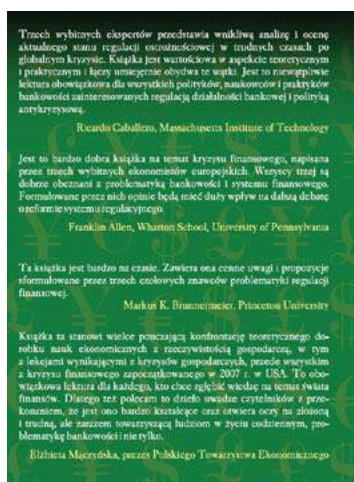 Trzech wybitnych ekspertów przedstawia wnikliwą analizę i ocenę
aktualnego stanu regulacji ostrożnościowej w trudnych czasach po
globalnym kryzysie. Książka jest wartościowa w aspekcie teoretycznym
i praktycznym i łączy umiejętnie obydwa te wątki. Jest to niewątpliwie
lektura obowiązkowa dla wszystkich polityków, naukowców i praktyków
bankowości zainteresowanych regulacją działalności bankowej i polityką
antykryzysową.
Ricardo Caballero, Massachusetts Institute of Technology
Jest to bardzo dobra książka na temat kryzysu finansowego, napisana
przez trzech wybitnych ekonomistów europejskich. Wszyscy trzej są
dobrze obeznani z problematyką bankowości i systemu finansowego.
Formułowane przez nich opinie będą mieć duży wpływ na dalszą debatę
o reformie systemu regulacyjnego.
Franklin Allen, Wharton School, University of Pennsylvania
Ta książka jest bardzo na czasie. Zawiera ona cenne uwagi i propozycje
sformułowane przez trzech czołowych znawców problematyki regulacji
finansowej.
Markus K. Brunnermeier, Princeton University
Książka ta stanowi wielce pouczającą konfrontację teoretycznego do-
robku nauk ekonomicznych z rzeczywistością gospodarczą, w tym
z lekcjami wynikającymi z kryzysów gospodarczych, przede wszystkim
z kryzysu finansowego zapoczątkowanego w 2007 r. w USA. To obo-
wiązkowa lektura dla każdego, kto chce zgłębić wiedzę na temat świata
finansów. Dlatego też polecam to dzieło uwadze czytelników z prze-
konaniem, że jest ono bardzo kształcące oraz otwiera oczy na złożoną
i trudną, ale zarazem towarzyszącą ludziom w życiu codziennym, pro-
blematykę bankowości i nie tylko.
Elżbieta Mączyńska, prezes Polskiego Towarzystwa Ekonomicznego